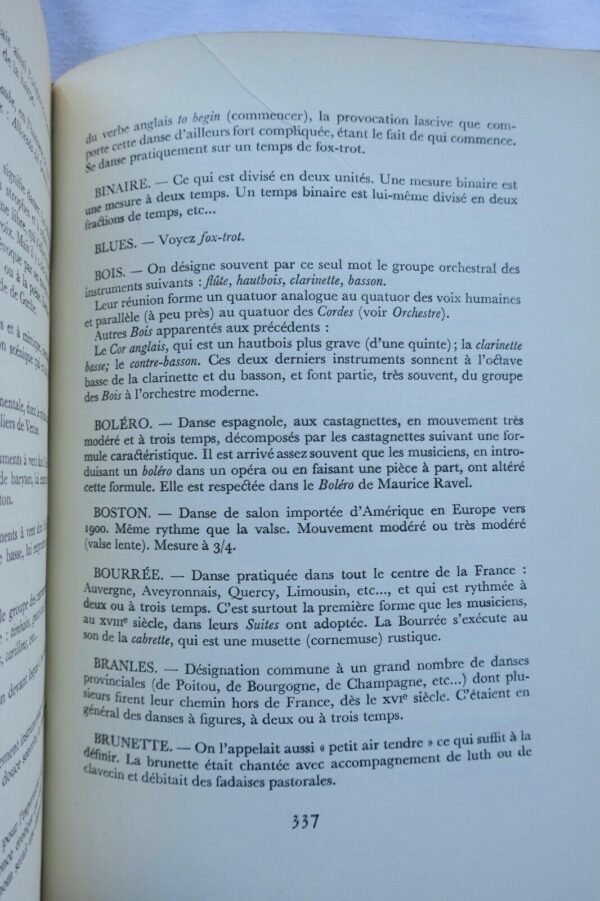 du verbe anglais to begin (commencer), la provocation lascive que com-
porte cette danse d'ailleurs fort compliquée, étant le fait de qui commence.
Se danse pratiquement sur un temps de fox-trot.
BINAIRE. — Ce qui est divisé en deux unités. Une mesure binaire est
une mesure à deux temps. Un temps binaire est lui-même divisé en deux
fractions de temps, etc...
BLUES. — Voyez fox-trot.
BOIS. — On désigne souvent par ce seul mot le groupe orchestral des
instruments suivants : flûte, hautbois, clarinette, basson.
Leur réunion forme un quatuor analogue au quatuor des voix humaines
et parallèle (à peu près) au quatuor des Cordes (voir Orchestre).
Autres Bois apparentés aux précédents :
Le Cor anglais, qui est un hautbois plus grave (d'une quinte) ; la clarinette
basse; le contre-basson. Ces deux derniers instruments sonnent à l'octave
basse de la clarinette et du basson, et font partie, très souvent, du groupe
des Bois à l'orchestre moderne.
BOLÉRO. — Danse espagnole, aux castagnettes, en mouvement très
modéré et à trois temps, décomposés par les castagnettes suivant une for-
mule caractéristique. Il est arrivé assez souvent que les musiciens, en intro-
duisant un boléro dans un opéra ou en faisant une pièce à part, ont altéré
cette formule. Elle est respectée dans le Boléro de Maurice Ravel.
BOSTON. — Danse de salon importée d'Amérique en Europe vers
1900. Même rythme que la valse. Mouvement modéré ou très modéré
(valse lente). Mesure à 3/4.
BOURRÉE. — Danse pratiquée dans tout le centre de la France :
Auvergne, Aveyronnais, Quercy, Limousin, etc..., et qui est rythmée à
deux ou à trois temps. C'est surtout la première forme que les musiciens,
au XVIIIe siècle, dans leurs Suites ont adoptée. La Bourrée s'exécute au
son de la cabrette, qui est une musette (cornemuse) rustique.
BRANLES. — Désignation commune à un grand nombre de danses
provinciales (de Poitou, de Bourgogne, de Champagne, etc...) dont plu-
sieurs firent leur chemin hors de France, dès le XVIe siècle. C'étaient en
général des danses à figures, à deux ou à trois temps.
BRUNETTE. — On l'appelait aussi « petit air tendre » ce qui suffit à la
définir. La brunette était chantée avec accompagnement de luth ou de
clavecin et débitait des fadaises pastorales.
337